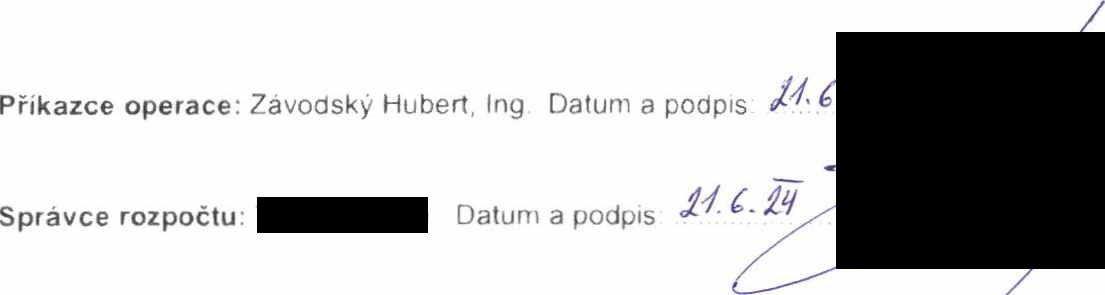 Příkazce operace: Závodský Hubert, Ing. Datum a podpis: 21.6
Správce rozpočtu: Datum a podpis: 21.6.24